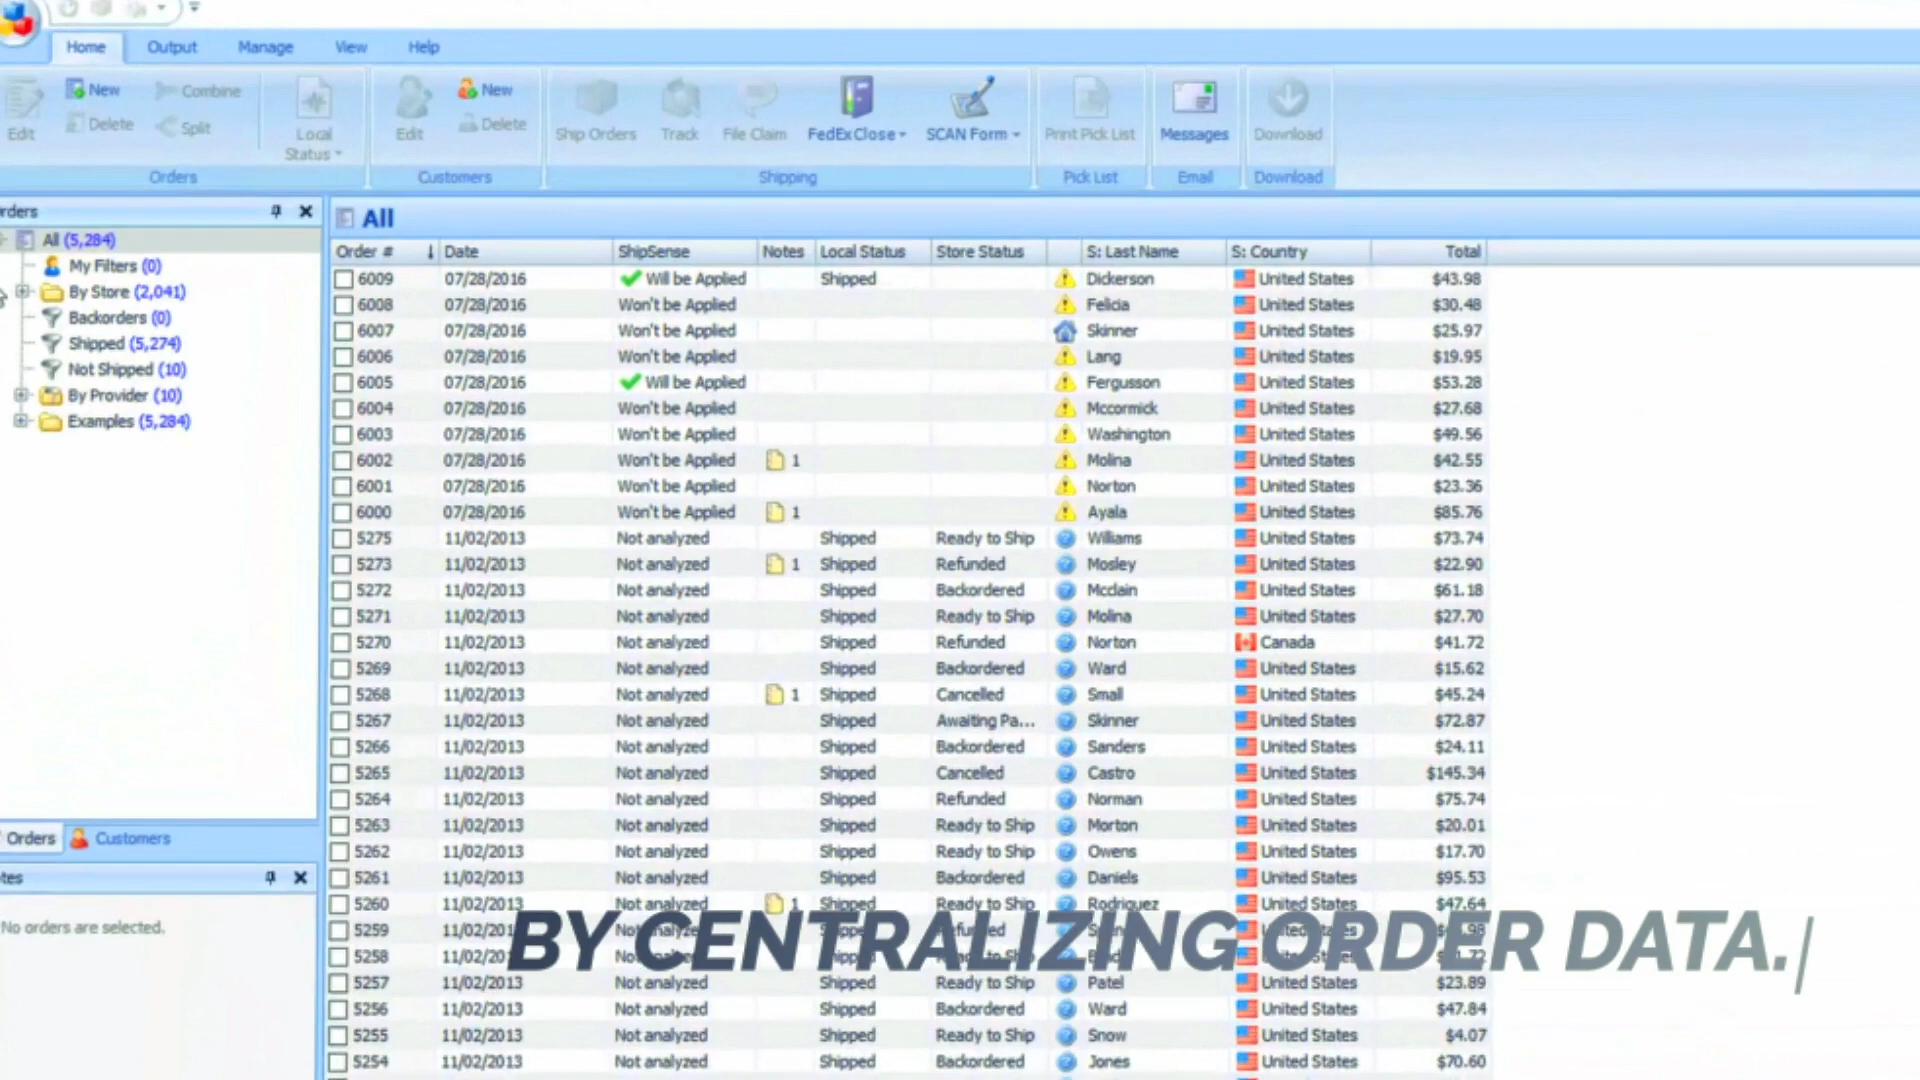 Home Output Manage View Help
Edit New Delete Combine Split Local Status Edit New Delete Ship Orders Track File Claim FedEx Close SCAN Form Print Pick List Messages Download
Orders Customers Shipping Pick List Email Download
rders
All (5,284)
My Filters (0)
By Store (2,041)
Backorders (0)
Shipped (5,274)
Not Shipped (10)
By Provider (10)
Examples (5,284)
Orders Customers
tes
No orders are selected.
All
Order # Date ShipSense Notes Local Status Store Status S: Last Name S: Country Total
6009 07/28/2016 Will be Applied Shipped Dickerson United States $43.98
6008 07/28/2016 Won't be Applied Felicia United States $30.48
6007 07/28/2016 Won't be Applied Skinner United States $25.97
6006 07/28/2016 Won't be Applied Lang United States $19.95
6005 07/28/2016 Will be Applied Fergusson United States $53.28
6004 07/28/2016 Won't be Applied Mccormick United States $27.68
6003 07/28/2016 Won't be Applied Washington United States $49.56
6002 07/28/2016 Won't be Applied 1 Molina United States $42.55
6001 07/28/2016 Won't be Applied Norton United States $23.36
6000 07/28/2016 Won't be Applied 1 Ayala United States $85.76
5275 11/02/2013 Not analyzed Shipped Ready to Ship Williams United States $73.74
5273 11/02/2013 Not analyzed 1 Shipped Refunded Mosley United States $22.90
5272 11/02/2013 Not analyzed Shipped Backordered Mcclain United States $61.18
5271 11/02/2013 Not analyzed Shipped Ready to Ship Molina United States $27.70
5270 11/02/2013 Not analyzed Shipped Refunded Norton Canada $41.72
5269 11/02/2013 Not analyzed Shipped Backordered Ward United States $15.62
5268 11/02/2013 Not analyzed 1 Shipped Cancelled Small United States $45.24
5267 11/02/2013 Not analyzed Shipped Awaiting Pa... Skinner United States $72.87
5266 11/02/2013 Not analyzed Shipped Backordered Sanders United States $24.11
5265 11/02/2013 Not analyzed Shipped Cancelled Castro United States $145.34
5264 11/02/2013 Not analyzed Shipped Refunded Norman United States $75.74
5263 11/02/2013 Not analyzed Shipped Ready to Ship Morton United States $20.01
5262 11/02/2013 Not analyzed Shipped Ready to Ship Owens United States $17.70
5261 11/02/2013 Not analyzed Shipped Backordered Daniels United States $95.53
5260 11/02/2013 Not analyzed 1 Shipped Ready to Ship Rodriguez United States $47.64
5259
5258
BY CENTRALIZING ORDER DATA.
5257 11/02/2013 Not analyzed Shipped Ready to Ship Patel United States $23.89
5256 11/02/2013 Not analyzed Shipped Backordered Ward United States $47.84
5255 11/02/2013 Not analyzed Shipped Ready to Ship Snow United States $4.07
5254 11/02/2013 Not analyzed Shipped Backordered Jones United States $70.60